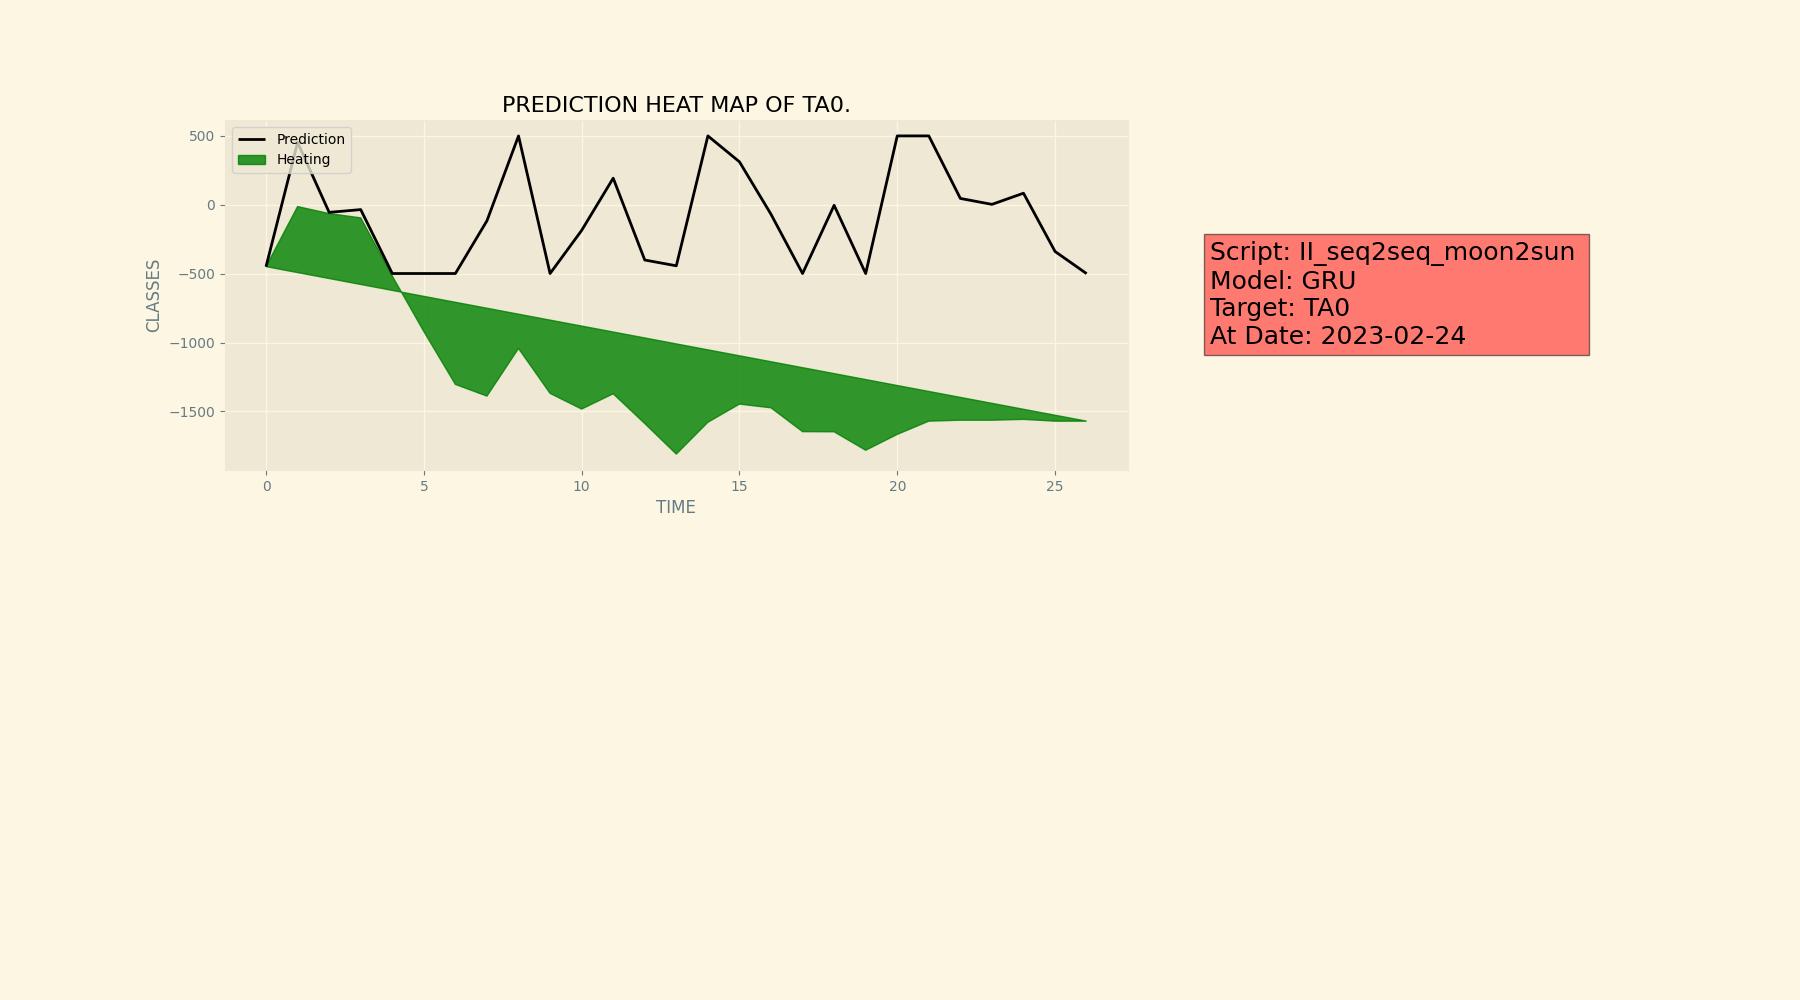 PREDICTION HEAT MAP OF TA0.
Prediction
Heating
500
0
−500
−1000
−1500
CLASSES
0 5 10 15 20 25
TIME
Script: II_seq2seq_moon2sun
Model: GRU
Target: TA0
At Date: 2023-02-24